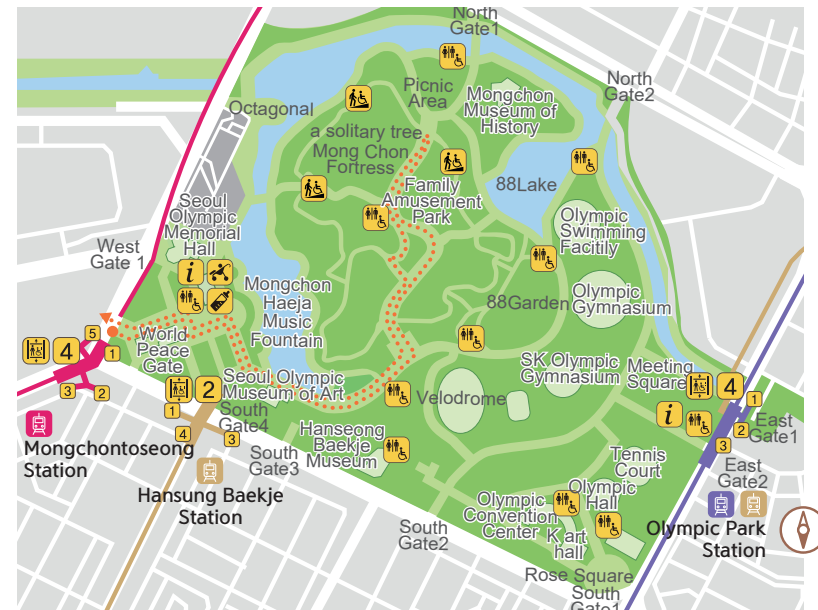 North
Gate1
North
Gate2
Picnic
Area
Mongchon
Museum of
History
Octagonal
a solitary tree
Mong Chon
Fortress
Family
Amusement
Park
88Lake
Seoul
Olympic
Memorial
Hall
Olympic
Swimming
Facitily
West
Gate 1
i
Mongchon
Haeja
Music
Fountain
88Garden
Olympic
Gymnasium
World
Peace
Gate
5
4
1
3
2
Mongchontoseong
Station
2
1
4
3
Seoul Olympic
Museum of Art
South
Gate4
South
Gate3
Hansung Baekje
Station
Hanseong
Baekje
Museum
Velodrome
SK Olympic
Gymnasium
Meeting
Square
4
i
1
2
3
East
Gate1
East
Gate2
Tennis
Court
Olympic
Hall
Olympic
Convention
Center
K art
hall
Olympic Park
Station
South
Gate2
Rose Square
South
Gate1